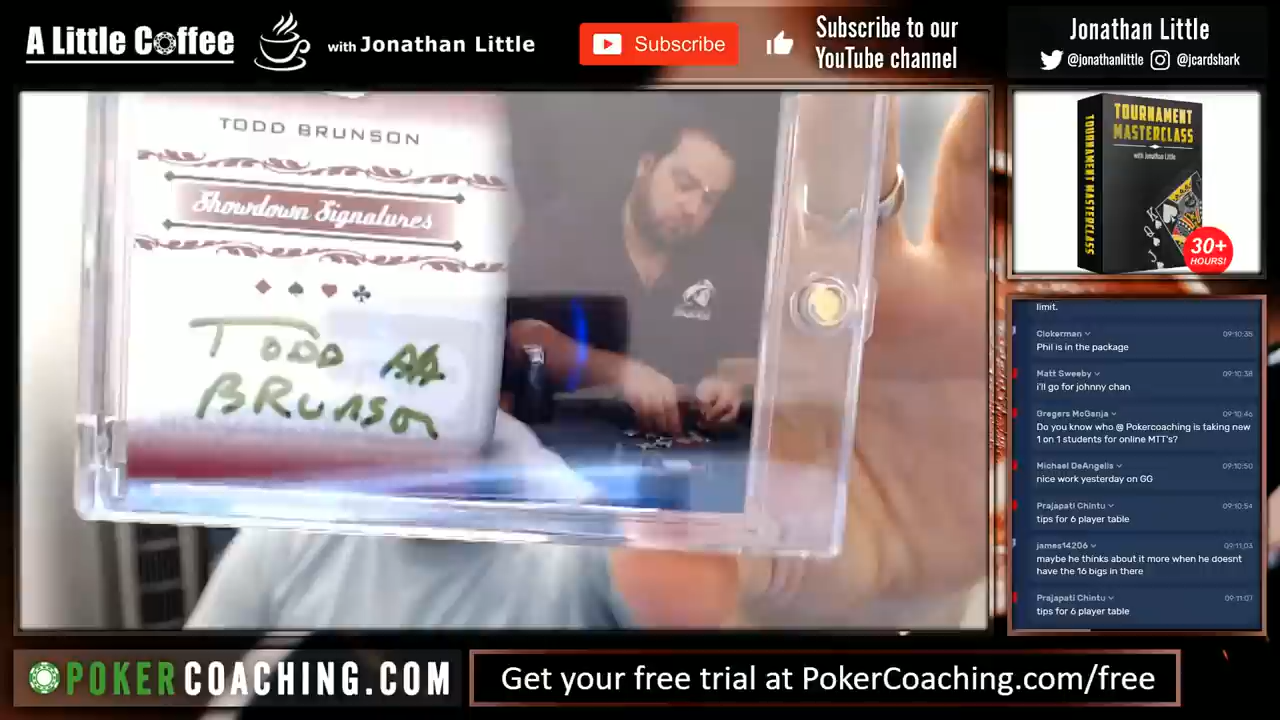 A Little Coffee
with Jonathan Little
Subscribe
Subscribe to our
YouTube channel
Jonathan Little
@jonathanlittle
@jcardshark
TODD BRUNSON
Showdown Signatures
TODD AA
BRUNSON
TOURNAMENT
MASTERCLASS
with Jonathan Little
TOURNAMENT MASTERCLASS
K
Q
J
30+
HOURS!
limit.
Clokerman 09:10:35
Phil is in the package
Matt Sweeby 09:10:38
i'll go for johnny chan
Gregers McGanja 09:10:46
Do you know who @ Pokercoaching is taking new
1 on 1 students for online MTT's?
Michael DeAngelis 09:10:50
nice work yesterday on GG
Prajapati Chintu 09:10:54
tips for 6 player table
james14206 09:11:03
maybe he thinks about it more when he doesnt
have the 16 bigs in there
Prajapati Chintu 09:11:07
tips for 6 player table
POKERCOACHING.COM
Get your free trial at PokerCoaching.com/free